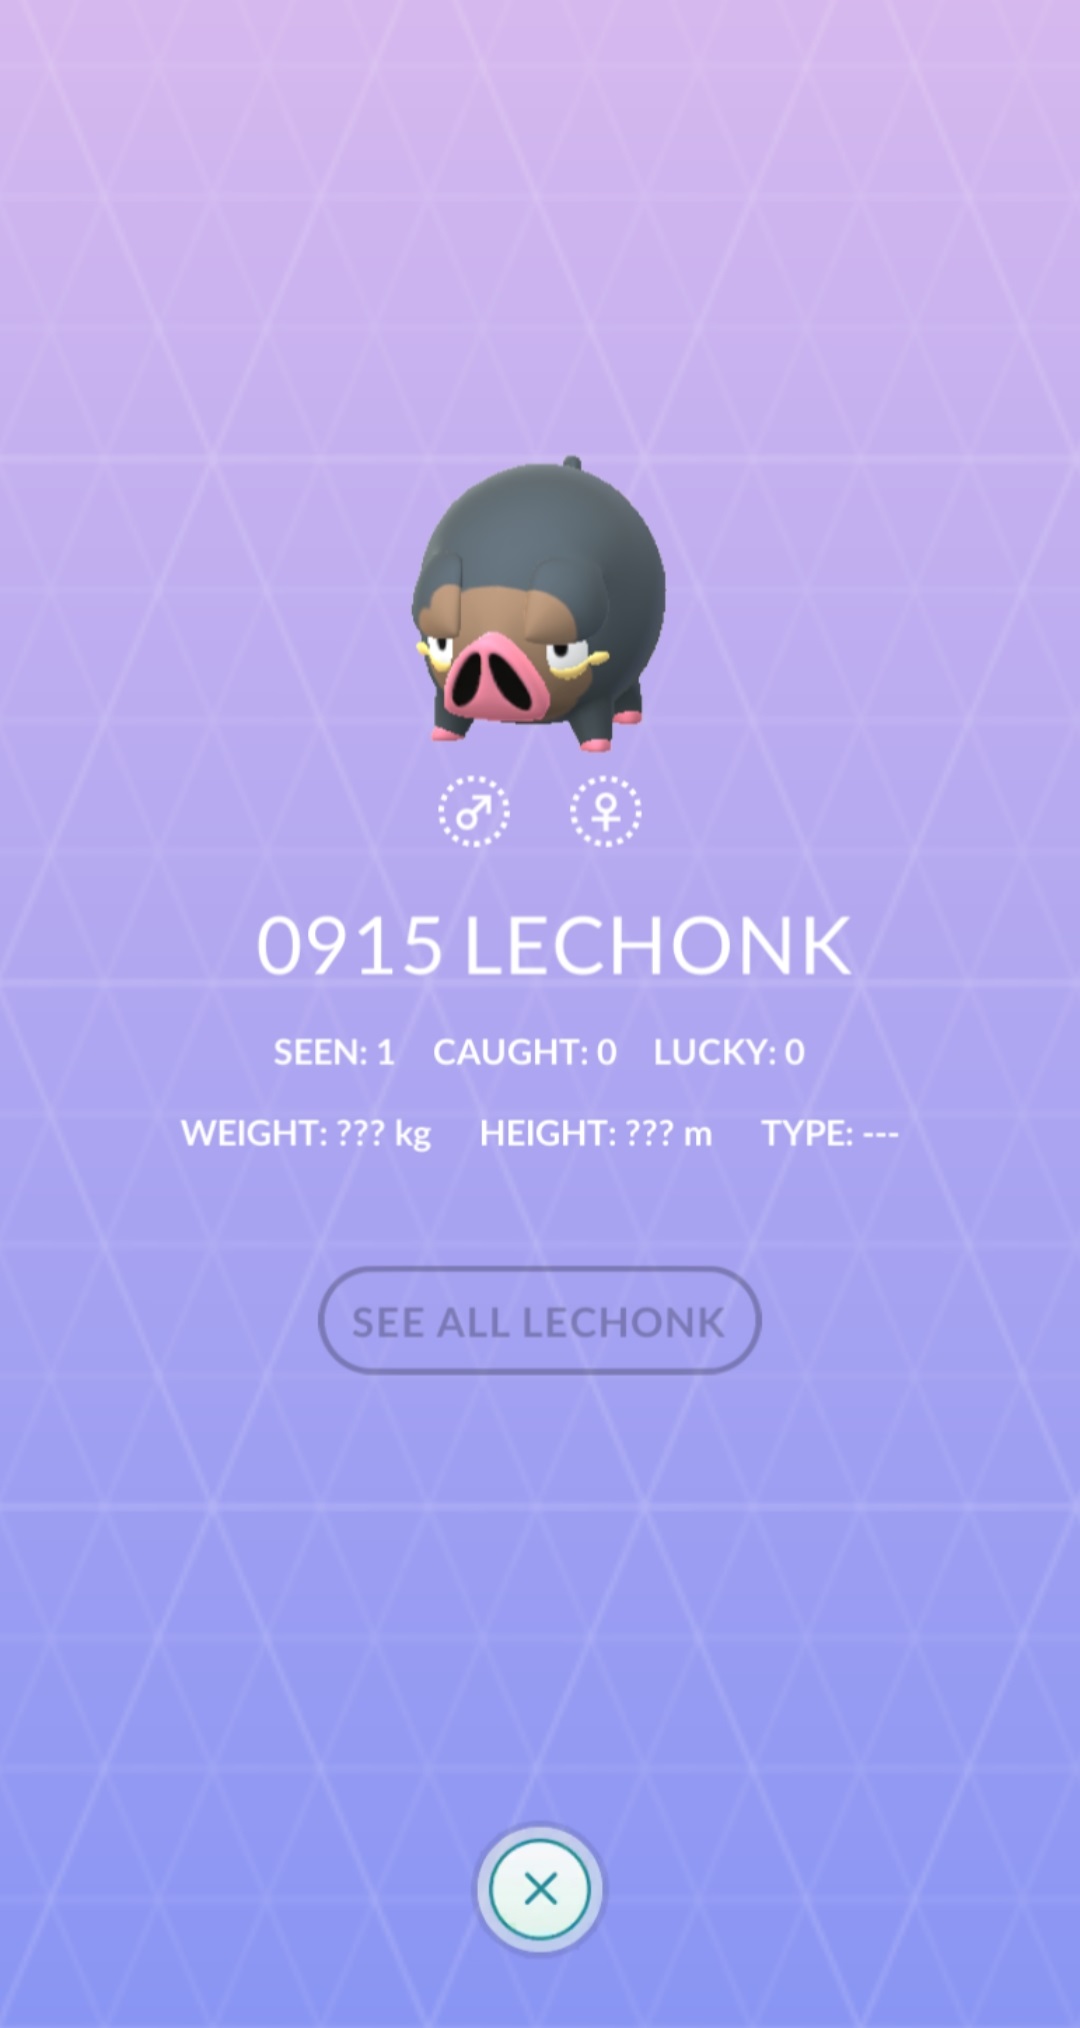 0915 LECHONK
SEEN: 1 CAUGHT: 0 LUCKY: 0
WEIGHT: ??? kg HEIGHT: ??? m TYPE: ---
SEE ALL LECHONK